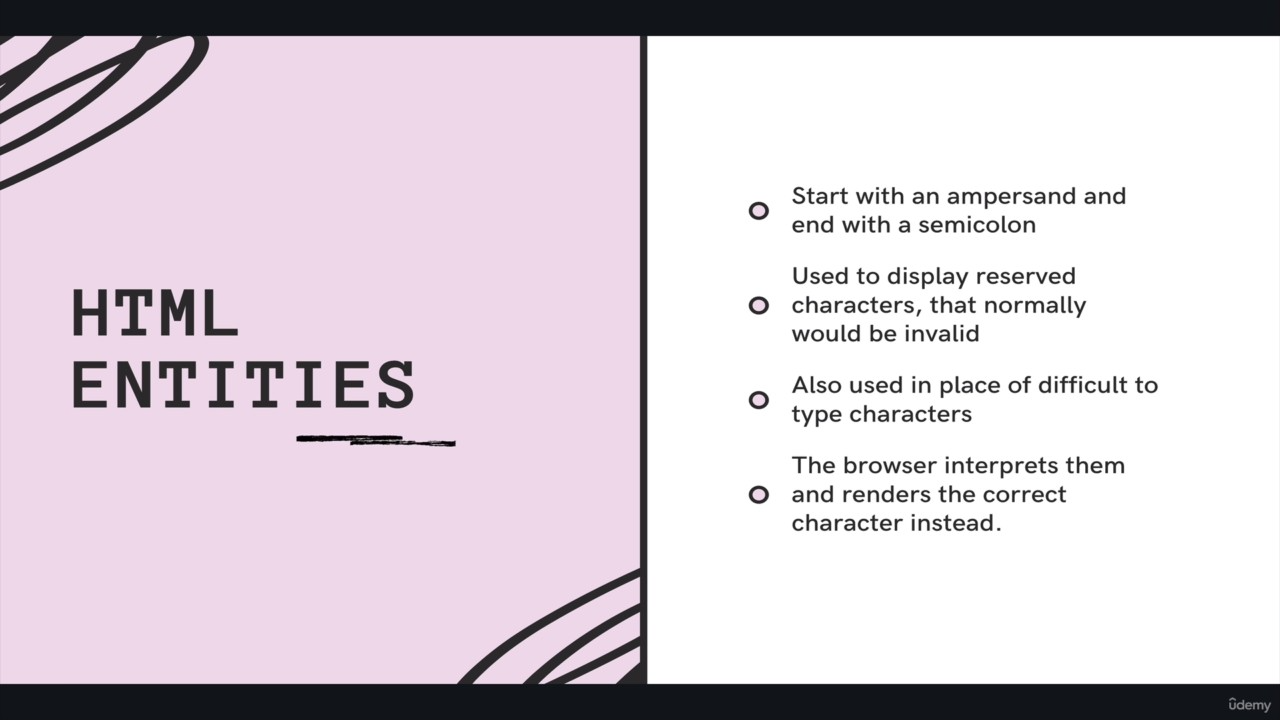 HTML
ENTITIES
Start with an ampersand and
end with a semicolon
Used to display reserved
characters, that normally
would be invalid
Also used in place of difficult to
type characters
The browser interprets them
and renders the correct
character instead.
ûdemy